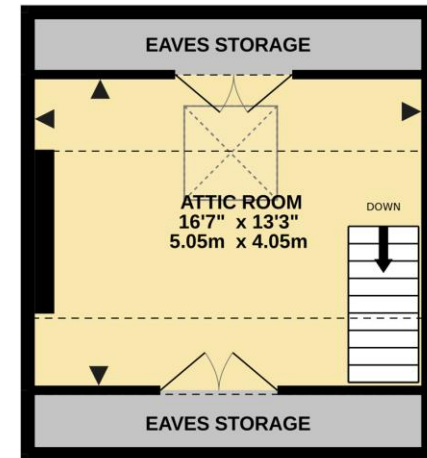 EAVES STORAGE
ATTIC ROOM
16'7" x 13'3"
5.05m x 4.05m
DOWN
EAVES STORAGE